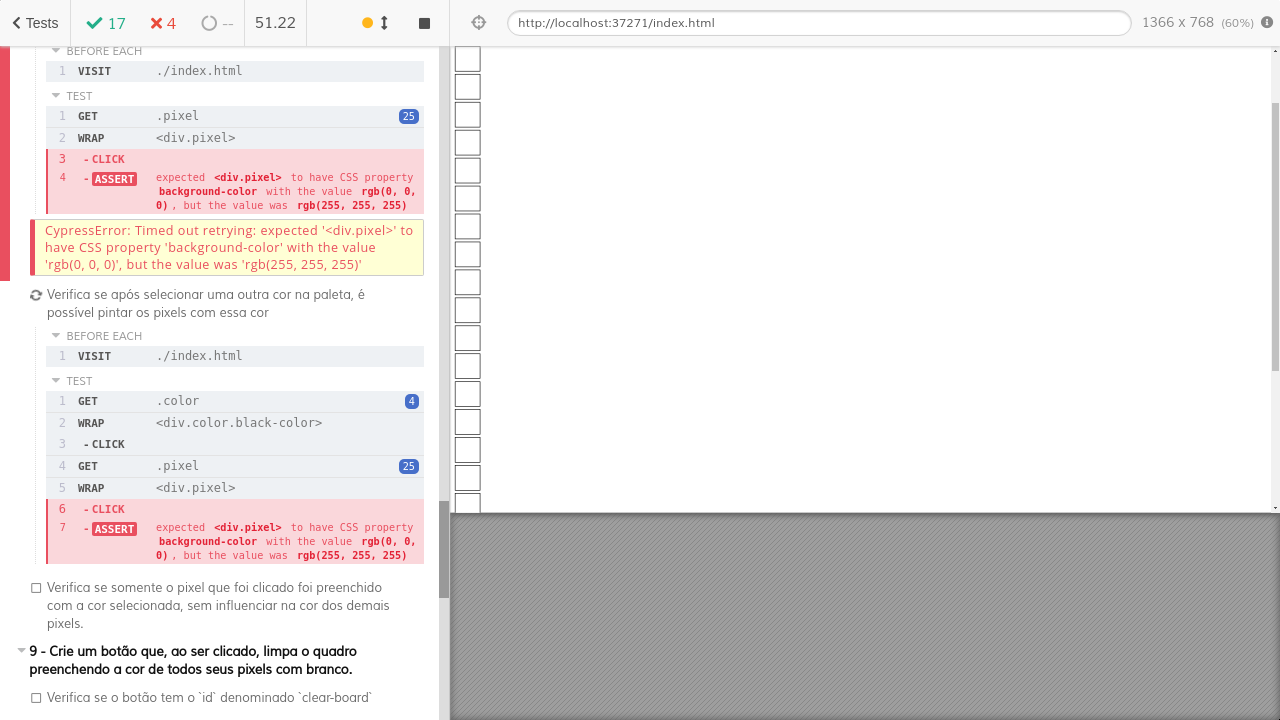 Tests 17 4 -- 51.22 http://localhost:37271/index.html 1366 x 768 (60%)
BEFORE EACH
1 VISIT ./index.html
TEST
1 GET .pixel 25
2 WRAP <div.pixel>
3 - CLICK
4 - ASSERT expected <div.pixel> to have CSS property
background-color with the value rgb(0, 0,
0) , but the value was rgb(255, 255, 255)
CypressError: Timed out retrying: expected '<div.pixel>' to
have CSS property 'background-color' with the value
'rgb(0, 0, 0)', but the value was 'rgb(255, 255, 255)'
Verifica se após selecionar uma outra cor na paleta, é
possível pintar os pixels com essa cor
BEFORE EACH
1 VISIT ./index.html
TEST
1 GET .color 4
2 WRAP <div.color.black-color>
3 - CLICK
4 GET .pixel 25
5 WRAP <div.pixel>
6 - CLICK
7 - ASSERT expected <div.pixel> to have CSS property
background-color with the value rgb(0, 0,
0) , but the value was rgb(255, 255, 255)
Verifica se somente o pixel que foi clicado foi preenchido
com a cor selecionada, sem influenciar na cor dos demais
pixels.
9 - Crie um botão que, ao ser clicado, limpa o quadro
preenchendo a cor de todos seus pixels com branco.
Verifica se o botão tem o `id` denominado `clear-board`